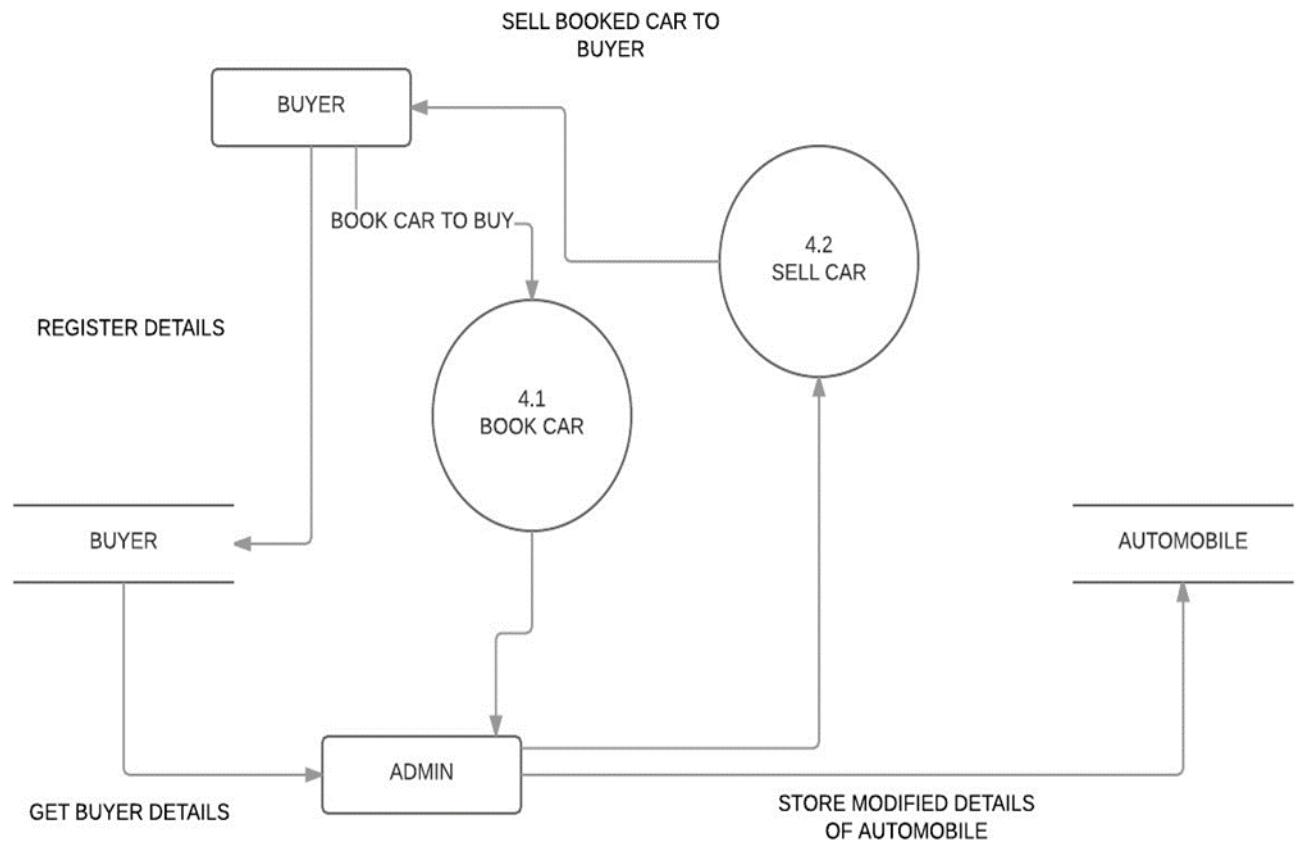 SELL BOOKED CAR TO
BUYER
BUYER
BOOK CAR TO BUY
4.2
SELL CAR
REGISTER DETAILS
4.1
BOOK CAR
BUYER
AUTOMOBILE
ADMIN
GET BUYER DETAILS
STORE MODIFIED DETAILS
OF AUTOMOBILE